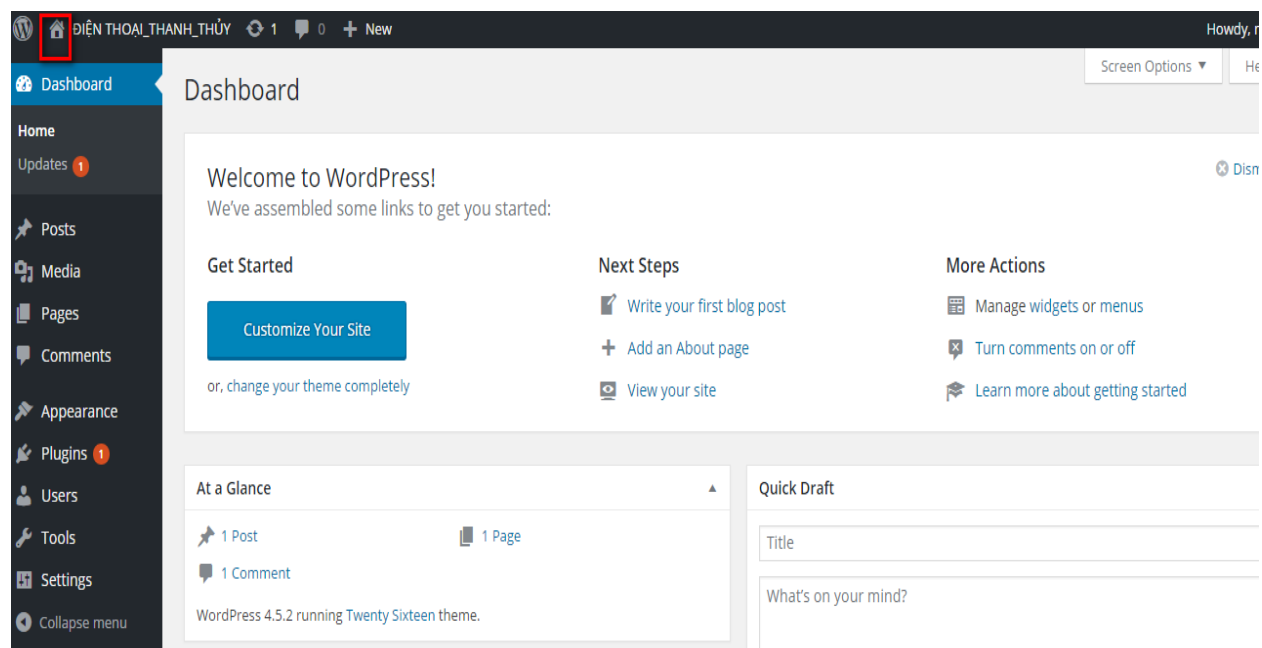 ĐIỆN THOẠI_THANH_THỦY 1 0 New Howdy,
Screen Options
Dashboard
Home
Updates 1
Posts
Media
Pages
Comments
Appearance
Plugins 1
Users
Tools
Settings
Collapse menu
Dashboard
Welcome to WordPress!
We've assembled some links to get you started:
Get Started
Customize Your Site
or, change your theme completely
Next Steps
Write your first blog post
Add an About page
View your site
More Actions
Manage widgets or menus
Turn comments on or off
Learn more about getting started
At a Glance
1 Post 1 Page
1 Comment
WordPress 4.5.2 running Twenty Sixteen theme.
Quick Draft
Title
What's on your mind?